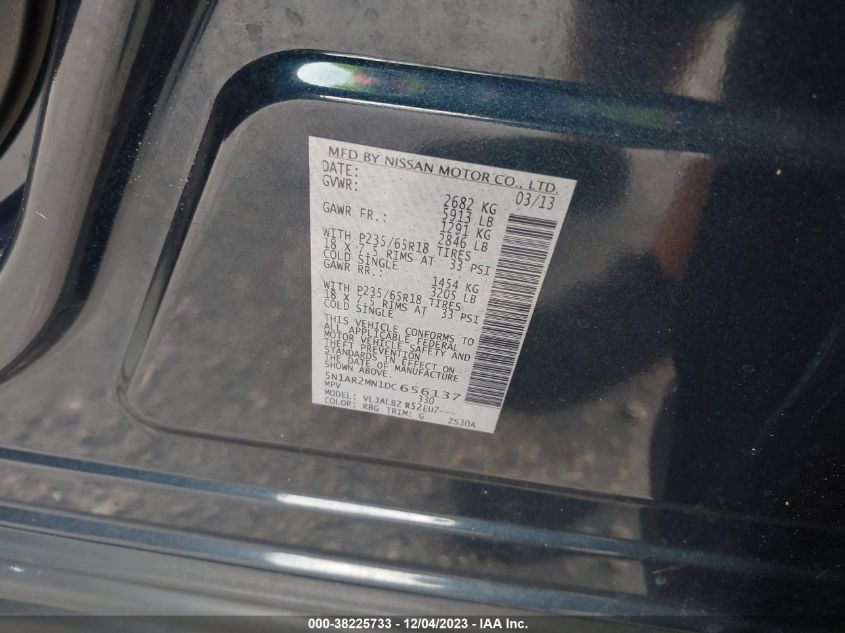 MFD BY NISSAN MOTOR CO., LTD.
DATE: 03/13
GVWR: 2682 KG
5913 LB
GAWR FR.: 1291 KG
2846 LB
WITH P235/65R18 TIRES
18 X 7.5 RIMS AT 33 PSI
COLD SINGLE
GAWR RR.: 1454 KG
3205 LB
WITH P235/65R18 TIRES
18 X 7.5 RIMS AT 33 PSI
COLD SINGLE
THIS VEHICLE CONFORMS TO
ALL APPLICABLE FEDERAL
MOTOR VEHICLE SAFETY AND
THEFT PREVENTION
STANDARDS IN EFFECT ON
THE DATE OF MANUFACTURE
SHOWN ABOVE.
5N1AR2MN1DC656137
MPV 330
MODEL: VLJALBZ R52EU7---
COLOR: RBG TRIM: G ZS30A
000-38225733 - 12/04/2023 - IAA Inc.